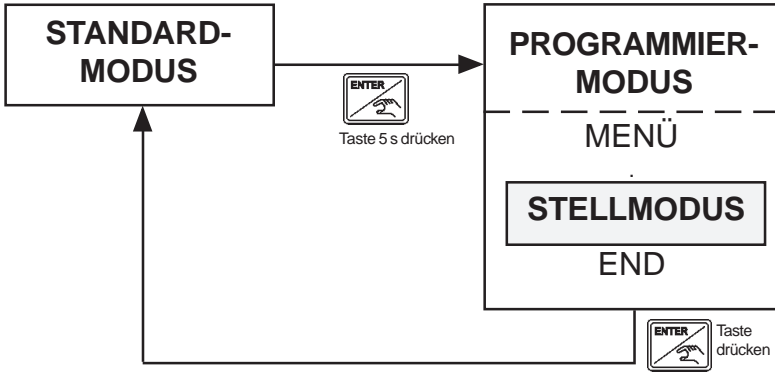 STANDARD-
MODUS
ENTER
Taste 5 s drücken
PROGRAMMIER-
MODUS
MENÜ
.
STELLMODUS
END
ENTER
Taste
drücken